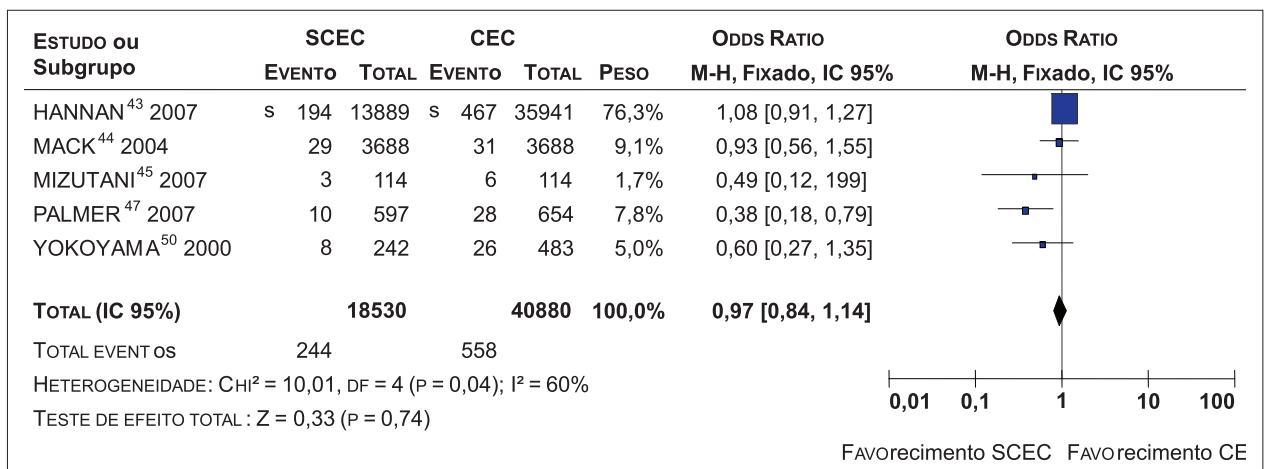 ESTUDO ou Subgrupo SCEC CEC ODDS RATIO ODDS RATIO
EVENTO TOTAL EVENTO TOTAL PESO M-H, Fixado, IC 95% M-H, Fixado, IC 95%
HANNAN43 2007 s 194 13889 s 467 35941 76,3% 1,08 [0,91, 1,27]
MACK44 2004 29 3688 31 3688 9,1% 0,93 [0,56, 1,55]
MIZUTANI45 2007 3 114 6 114 1,7% 0,49 [0,12, 199]
PALMER47 2007 10 597 28 654 7,8% 0,38 [0,18, 0,79]
YOKOYAMA50 2000 8 242 26 483 5,0% 0,60 [0,27, 1,35]
TOTAL (IC 95%) 18530 40880 100,0% 0,97 [0,84, 1,14]
TOTAL EVENT os 244 558
HETEROGENEIDADE: CHI² = 10,01, DF = 4 (P = 0,04); I² = 60%
TESTE DE EFEITO TOTAL : Z = 0,33 (P = 0,74)
0,01 0,1 1 10 100
FAVOrecimento SCEC FAVOrecimento CE